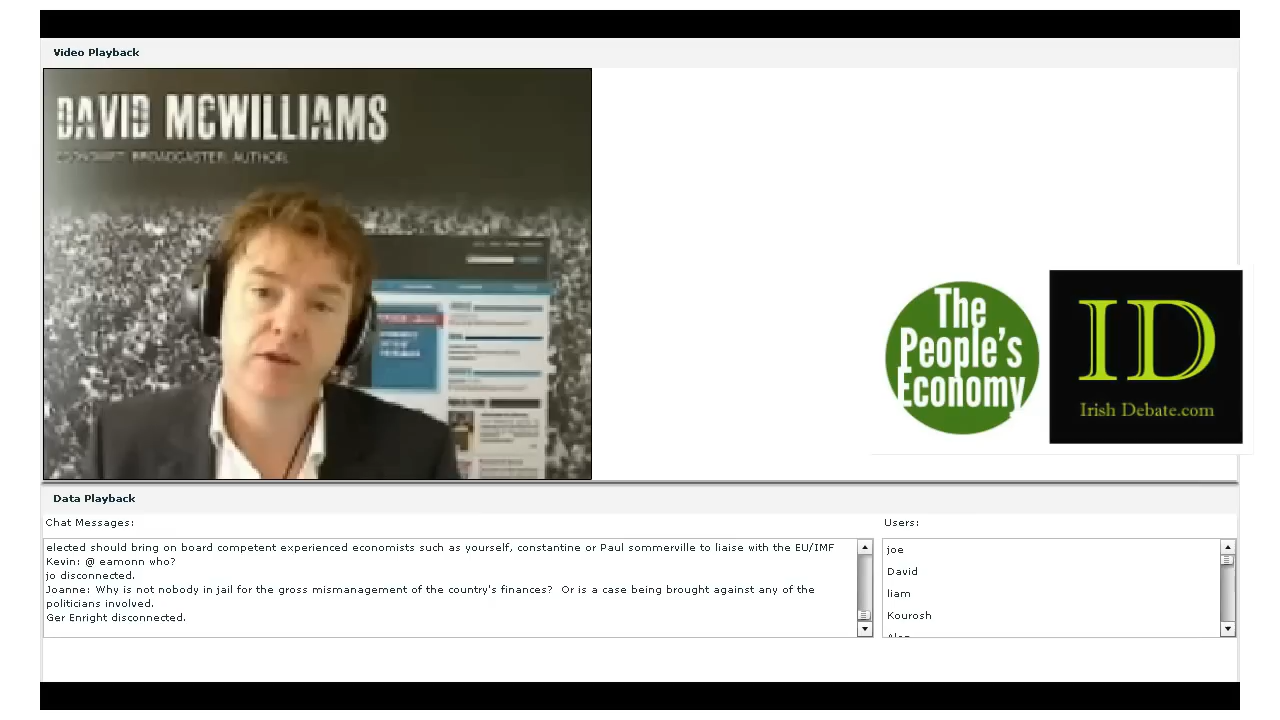 Video Playback
DAVID MCWILLIAMS
ECONOMIST. BROADCASTER. AUTHOR.
The
People's
Economy
ID
Irish Debate.com
Data Playback
Chat Messages:
Users:
elected should bring on board competent experienced economists such as yourself, constantine or Paul sommerville to liaise with the EU/IMF
Kevin: @ eamonn who?
jo disconnected.
Joanne: Why is not nobody in jail for the gross mismanagement of the country's finances? Or is a case being brought against any of the
politicians involved.
Ger Enright disconnected.
joe
David
liam
Kourosh